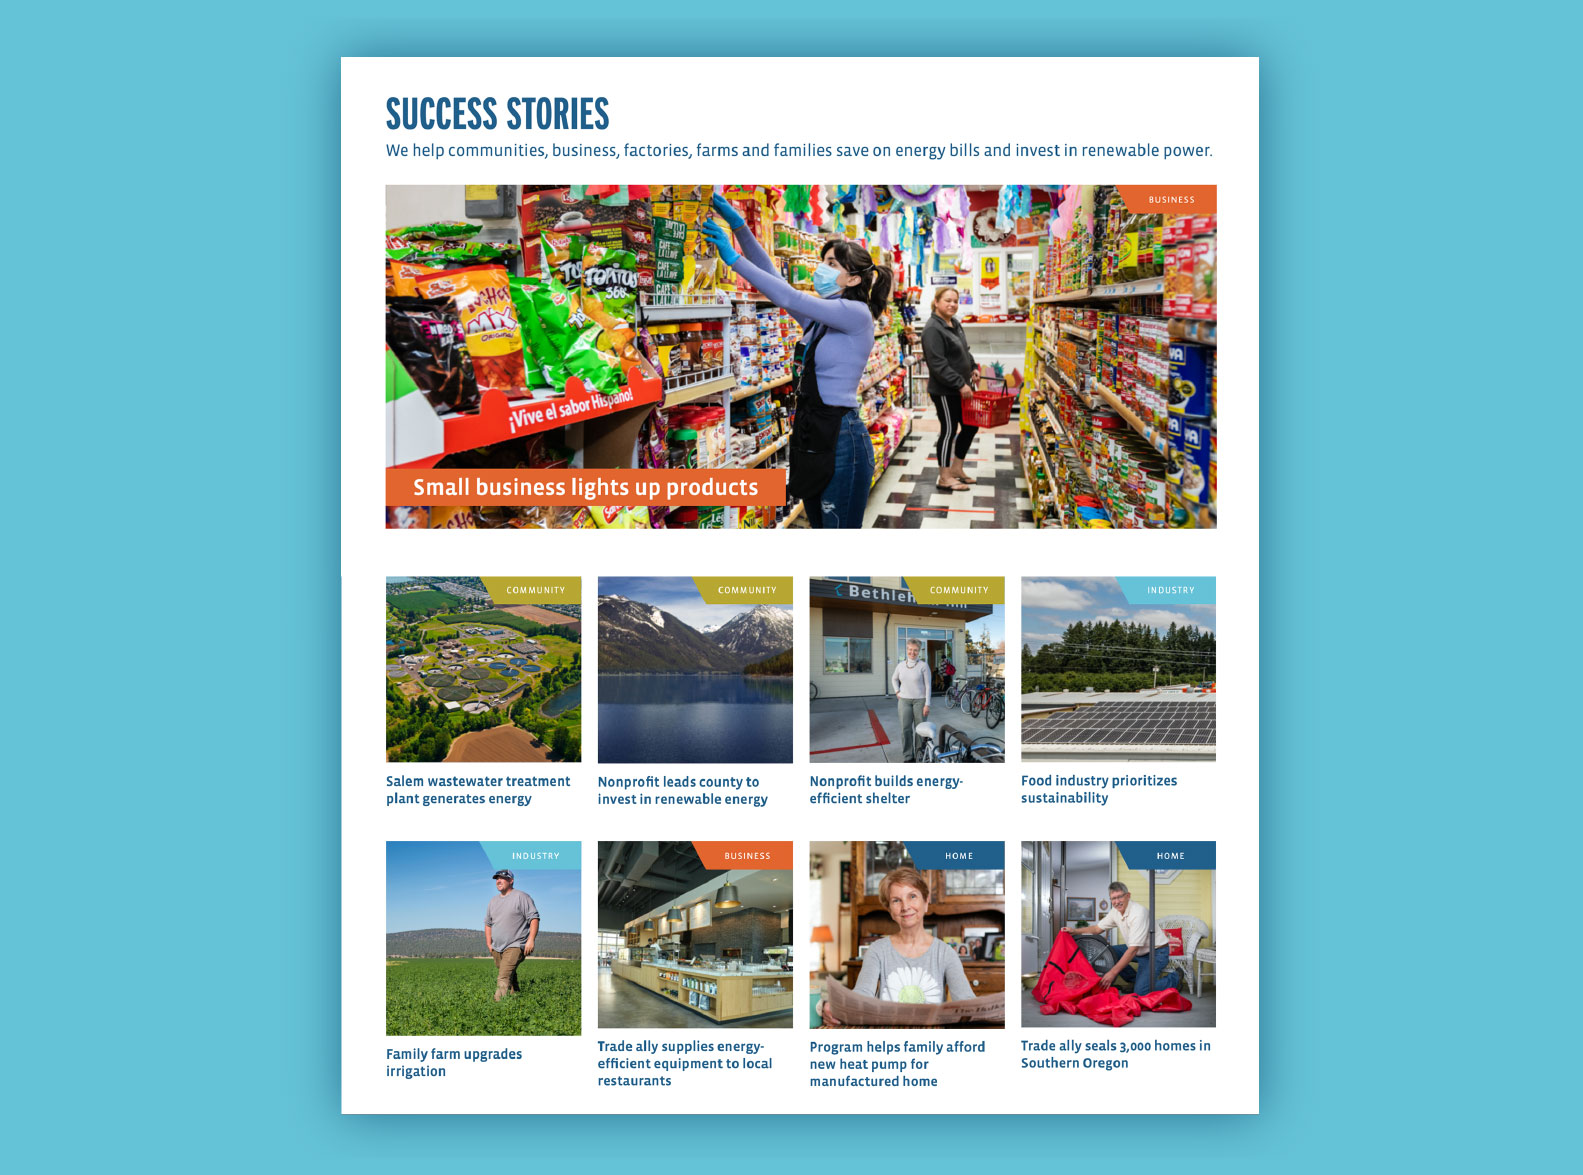 SUCCESS STORIES
We help communities, business, factories, farms and families save on energy bills and invest in renewable power.
BUSINESS
TORTOS
360°
MIX
ORIGINAL
¡Vive el sabor Hispano!
Small business lights up products
COMMUNITY
COMMUNITY
COMMUNITY
INDUSTRY
Bethleh
Salem wastewater treatment
plant generates energy
Nonprofit leads county to
invest in renewable energy
Nonprofit builds energy-
efficient shelter
Food industry prioritizes
sustainability
INDUSTRY
BUSINESS
HOME
HOME
Family farm upgrades
irrigation
Trade ally supplies energy-
efficient equipment to local
restaurants
Program helps family afford
new heat pump for
manufactured home
Trade ally seals 3,000 homes in
Southern Oregon